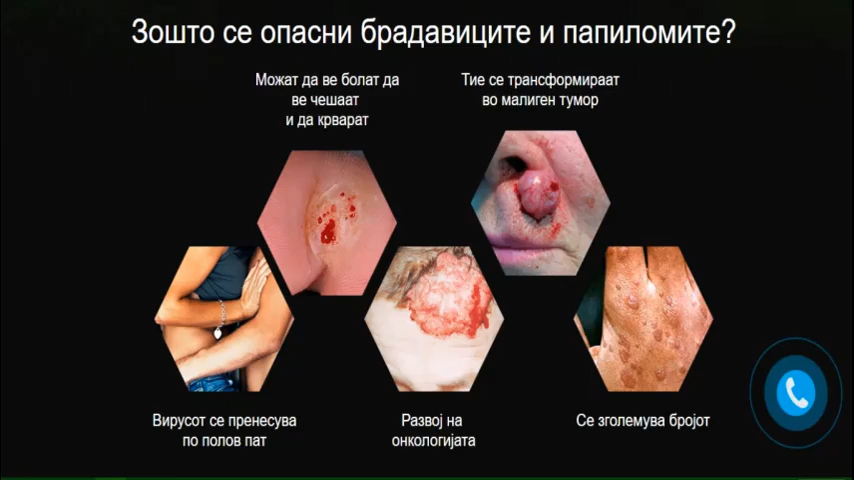 Зошто се опасни брадавиците и папиломите?
Можат да ве болат да
ве чешаат
и да крварат
Тие се трансформираат
во малиген тумор
Вирусот се пренесува
по полов пат
Развој на
онкологијата
Се зголемува бројот